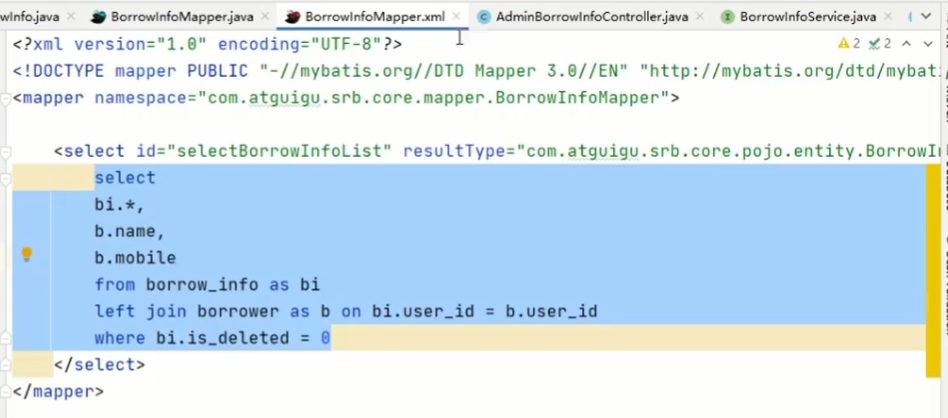 wInfo.java BorrowInfoMapper.java BorrowInfoMapper.xml AdminBorrowInfoController.java BorrowInfoService.java
<?xml version="1.0" encoding="UTF-8"?> 2 2
<!DOCTYPE mapper PUBLIC "-//mybatis.org//DTD Mapper 3.0//EN" "http://mybatis.org/dtd/mybati
<mapper namespace="com.atguigu.srb.core.mapper.BorrowInfoMapper">
<select id="selectBorrowInfoList" resultType="com.atguigu.srb.core.pojo.entity.BorrowIn
select
bi.*,
b.name,
b.mobile
from borrow_info as bi
left join borrower as b on bi.user_id = b.user_id
where bi.is_deleted = 0
</select>
</mapper>